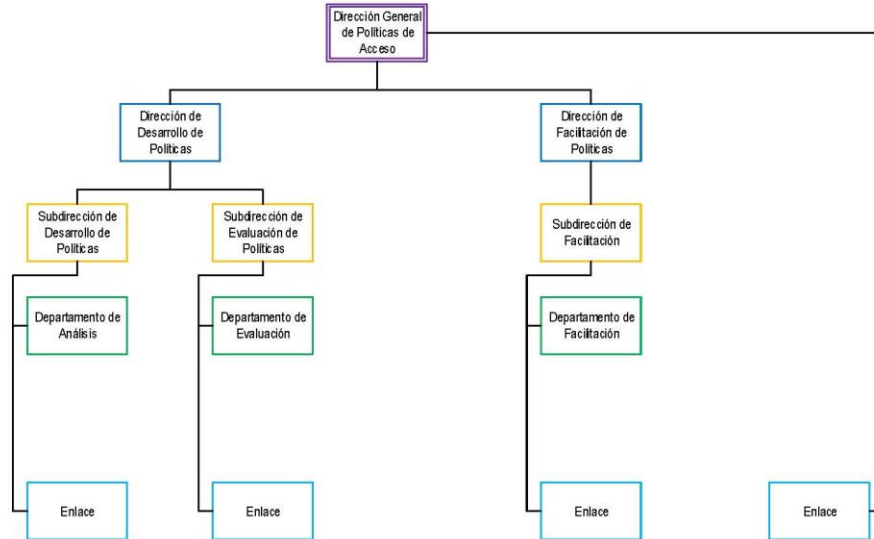 Dirección General
de Políticas de
Acceso
Dirección de
Desarrollo de
Políticas
Dirección de
Facilitación de
Políticas
Subdirección de
Desarrollo de
Políticas
Subdirección de
Evaluación de
Políticas
Subdirección de
Facilitación
Departamento de
Análisis
Departamento de
Evaluación
Departamento de
Facilitación
Enlace
Enlace
Enlace
Enlace